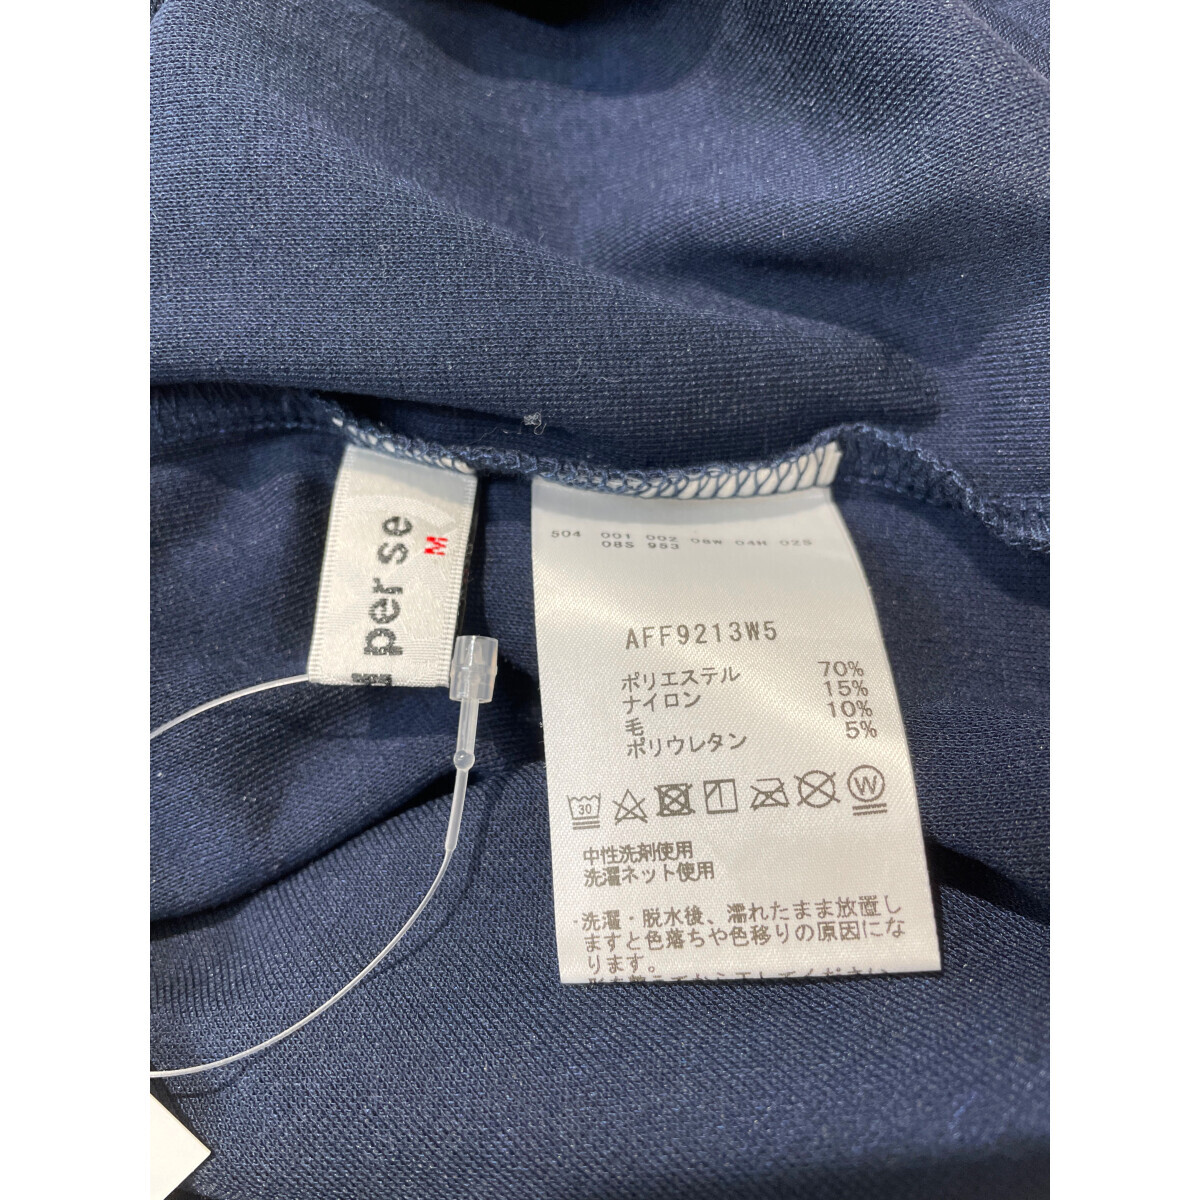 per se
M
504 001 002 08W 04H 02S
08S 953
AFF9213W5
ポリエステル 70%
ナイロン 15%
毛 10%
ポリウレタン 5%
30
W
中性洗剤使用
洗濯ネット使用
・洗濯・脱水後、濡れたまま放置し
ますと色落ちや色移りの原因にな
ります。